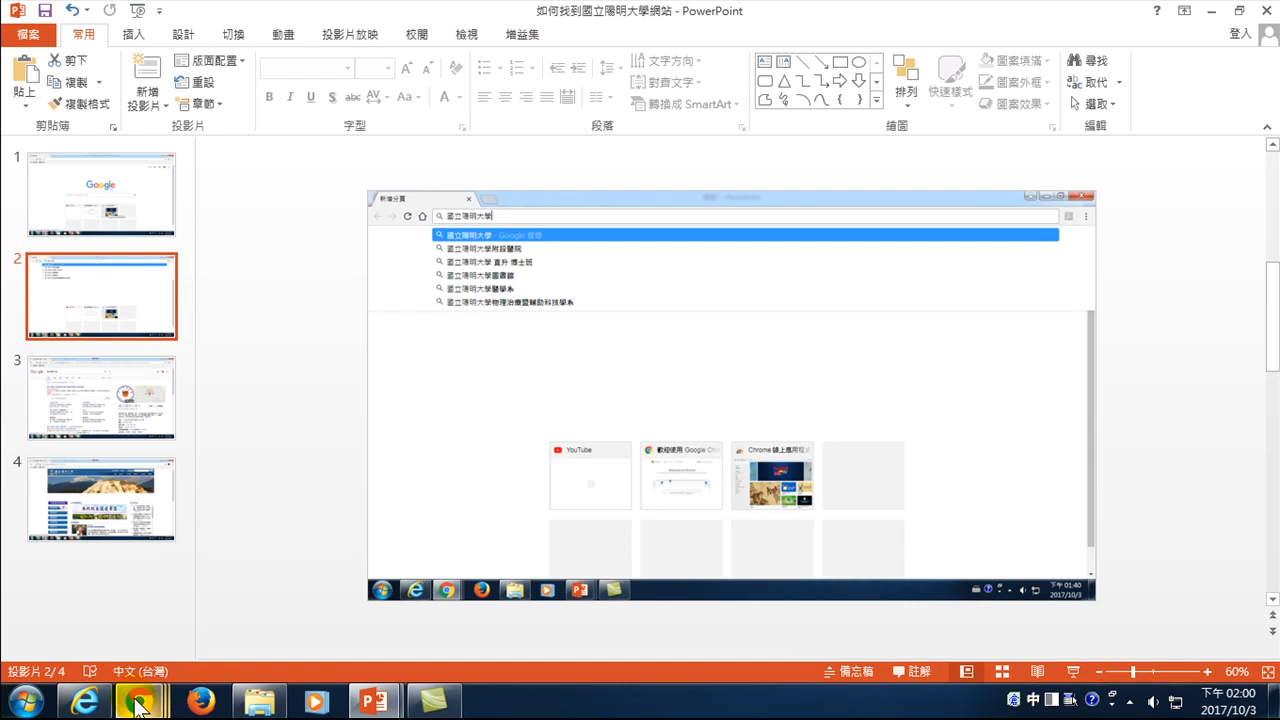 如何找到國立陽明大學網站 - PowerPoint
登入
檔案 常用 插入 設計 切換 動畫 投影片放映 校閱 檢視 增益集
貼上 剪下 複製 複製格式 剪貼簿
新增投影片 版面配置 重設 章節 投影片
B I U S abc AV Aa A 字型
文字方向 對齊文字 轉換成 SmartArt 段落
排列 快速樣式 圖案填滿 圖案外框 圖案效果 繪圖
尋找 取代 選取 編輯
1
Google
2
3
4
新增分頁
國立陽明大學
國立陽明大學 - Google 搜尋
國立陽明大學附設醫院
國立陽明大學 直升 博士班
國立陽明大學圖書館
國立陽明大學醫學系
國立陽明大學物理治療暨輔助科技學系
YouTube
歡迎使用 Google Chr
Chrome 線上應用程式
下午 01:40
2017/10/3
投影片 2/4 中文 (台灣) 備忘稿 註解 60%
中
下午 02:00
2017/10/3